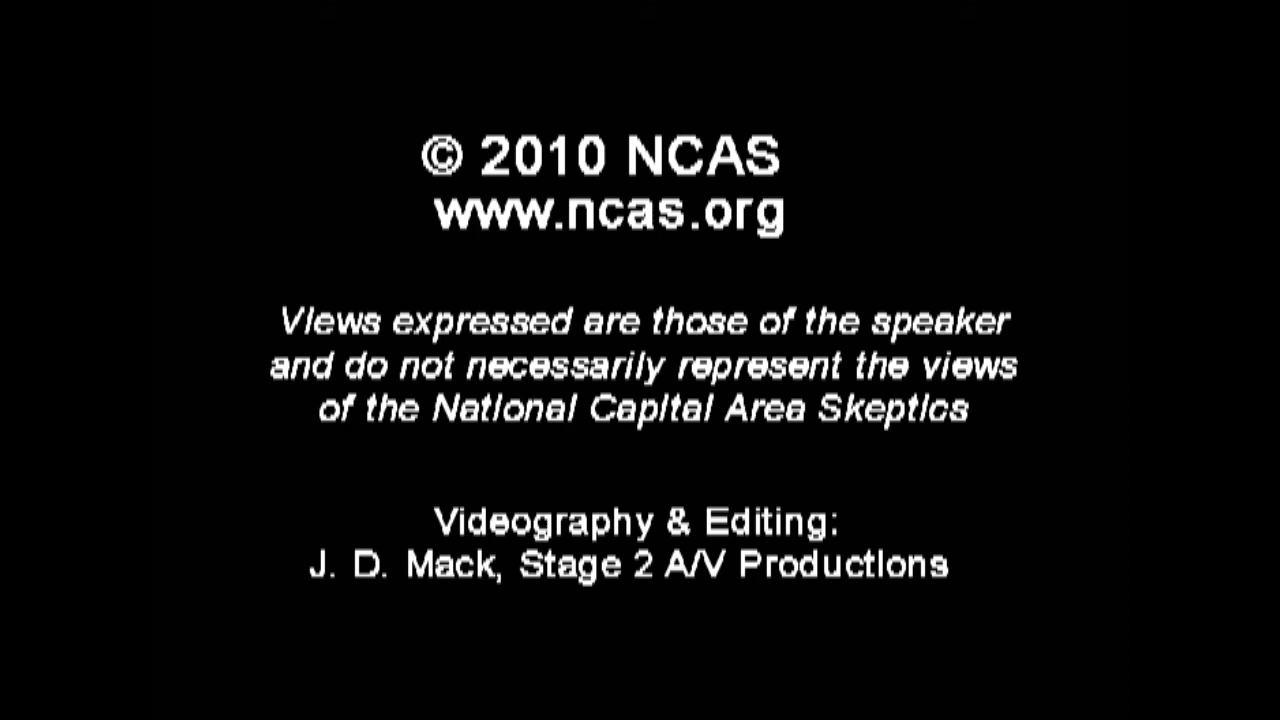 © 2010 NCAS
www.ncas.org
Views expressed are those of the speaker
and do not necessarily represent the views
of the National Capital Area Skeptics
Videography & Editing:
J. D. Mack, Stage 2 A/V Productions